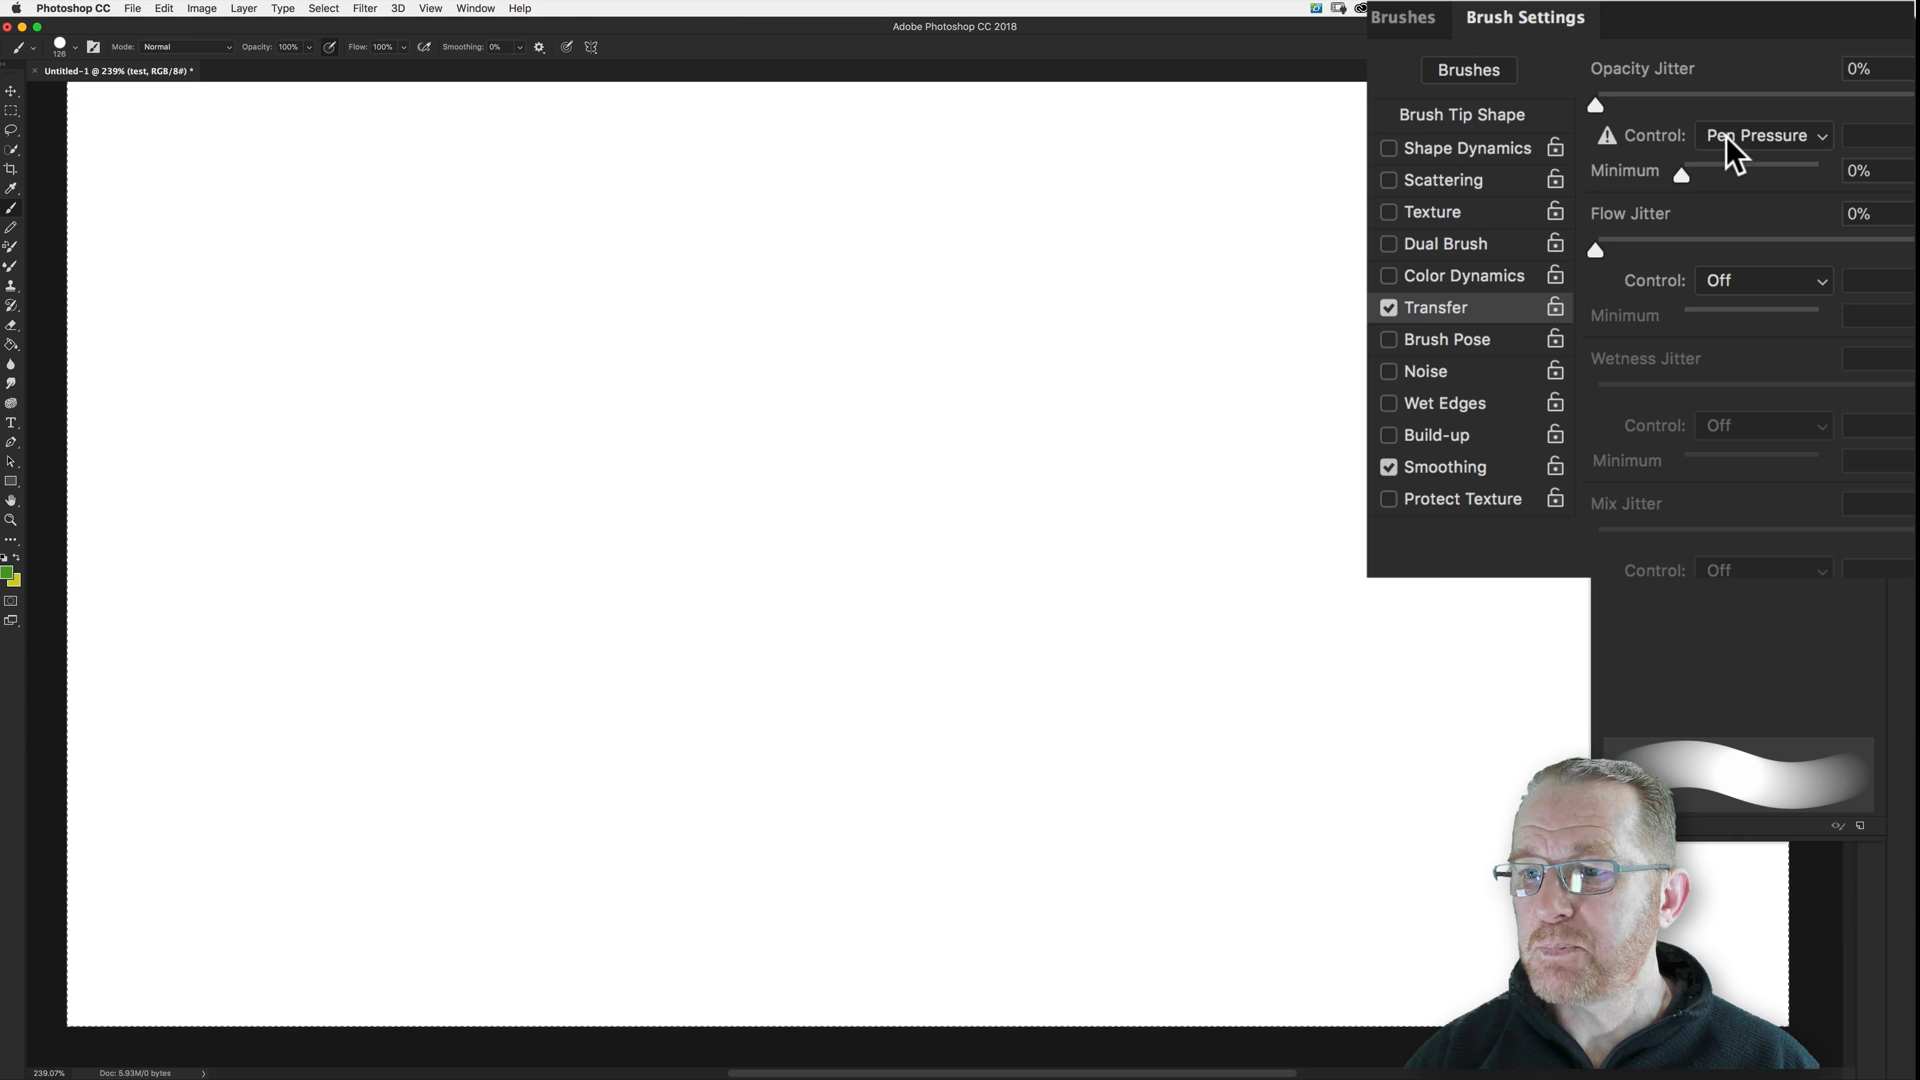 Photoshop CC File Edit Image Layer Type Select Filter 3D View Window Help
Adobe Photoshop CC 2018
126 Mode: Normal Opacity: 100% Flow: 100% Smoothing: 0%
× Untitled-1 @ 239% (test, RGB/8#) *
Brushes Brush Settings
Brushes
Brush Tip Shape
Shape Dynamics
Scattering
Texture
Dual Brush
Color Dynamics
Transfer
Brush Pose
Noise
Wet Edges
Build-up
Smoothing
Protect Texture
Opacity Jitter 0%
Control: Pen Pressure
Minimum 0%
Flow Jitter 0%
Control: Off
Minimum
Wetness Jitter
Control: Off
Minimum
Mix Jitter
Control: Off
239.07% Doc: 5.93M/0 bytes